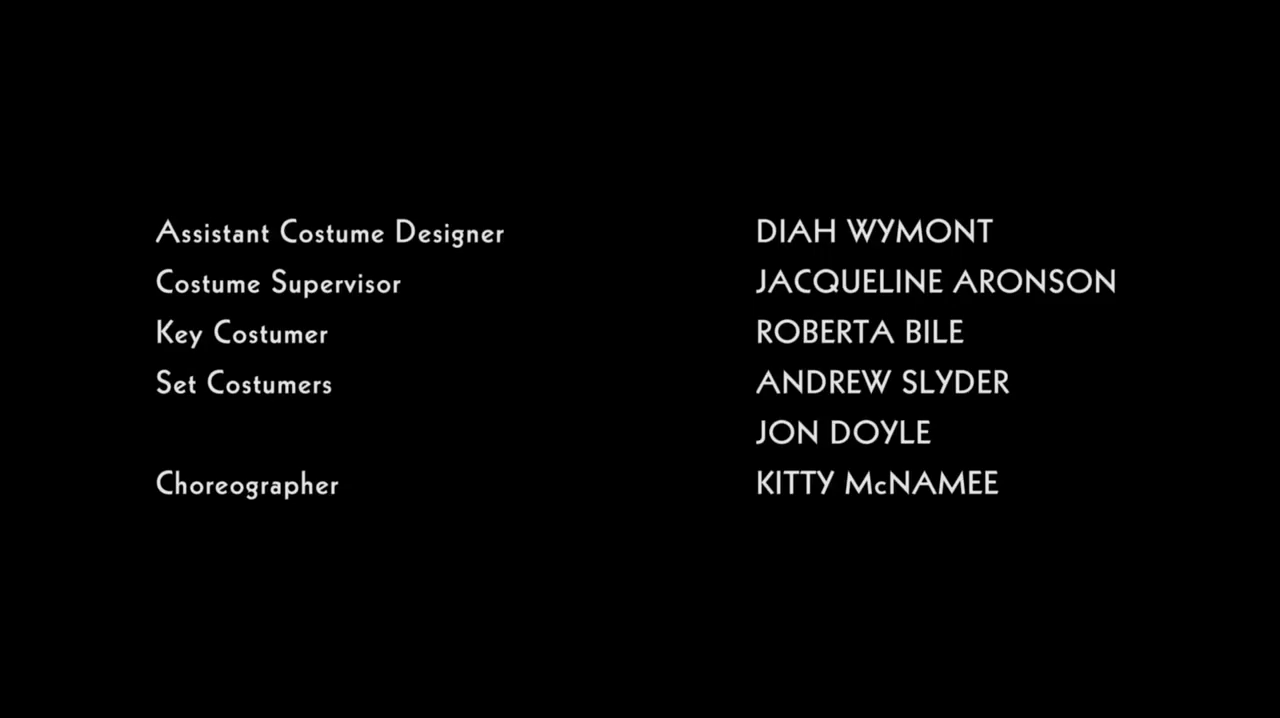 Assistant Costume Designer DIAH WYMONT
Costume Supervisor JACQUELINE ARONSON
Key Costumer ROBERTA BILE
Set Costumers ANDREW SLYDER
JON DOYLE
Choreographer KITTY McNAMEE